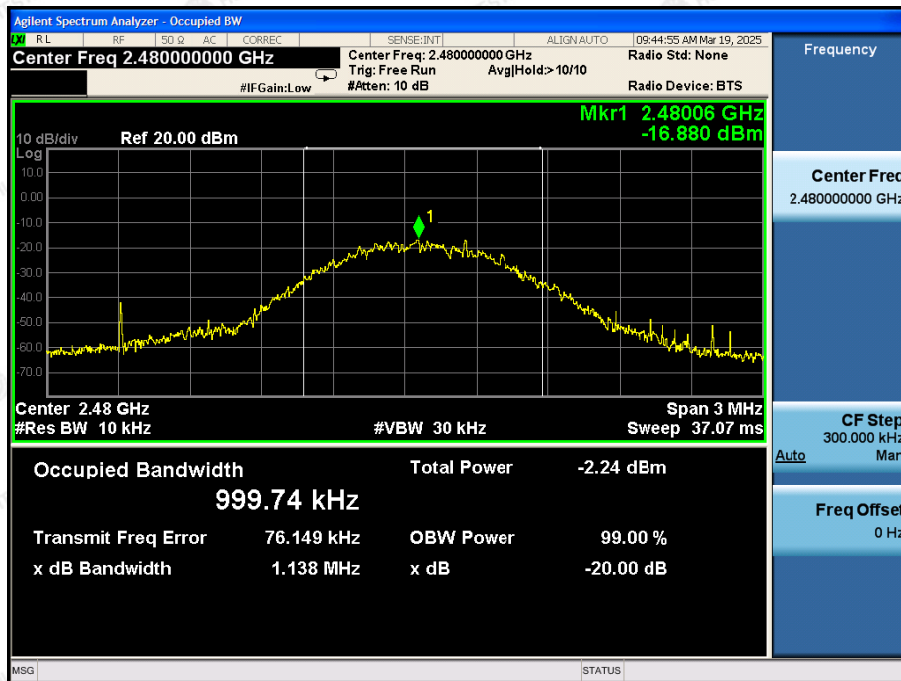 Agilent Spectrum Analyzer - Occupied BW
LXI RL RF 50 Ω AC CORREC SENSE:INT ALIGN AUTO 09:44:55 AM Mar 19, 2025
Center Freq 2.480000000 GHz
Center Freq: 2.480000000 GHz
Radio Std: None
Trig: Free Run Avg|Hold:>10/10
#IFGain:Low
#Atten: 10 dB
Radio Device: BTS
Frequency
Mkr1 2.48006 GHz
-16.880 dBm
10 dB/div Ref 20.00 dBm
Log
10.0
0.00
-10.0
-20.0
-30.0
-40.0
-50.0
-60.0
-70.0
1
Center 2.48 GHz Span 3 MHz
#Res BW 10 kHz #VBW 30 kHz Sweep 37.07 ms
Occupied Bandwidth Total Power -2.24 dBm
999.74 kHz
Transmit Freq Error 76.149 kHz OBW Power 99.00 %
x dB Bandwidth 1.138 MHz x dB -20.00 dB
Center Freq
2.480000000 GHz
CF Step
300.000 kHz
Auto Man
Freq Offset
0 Hz
MSG STATUS